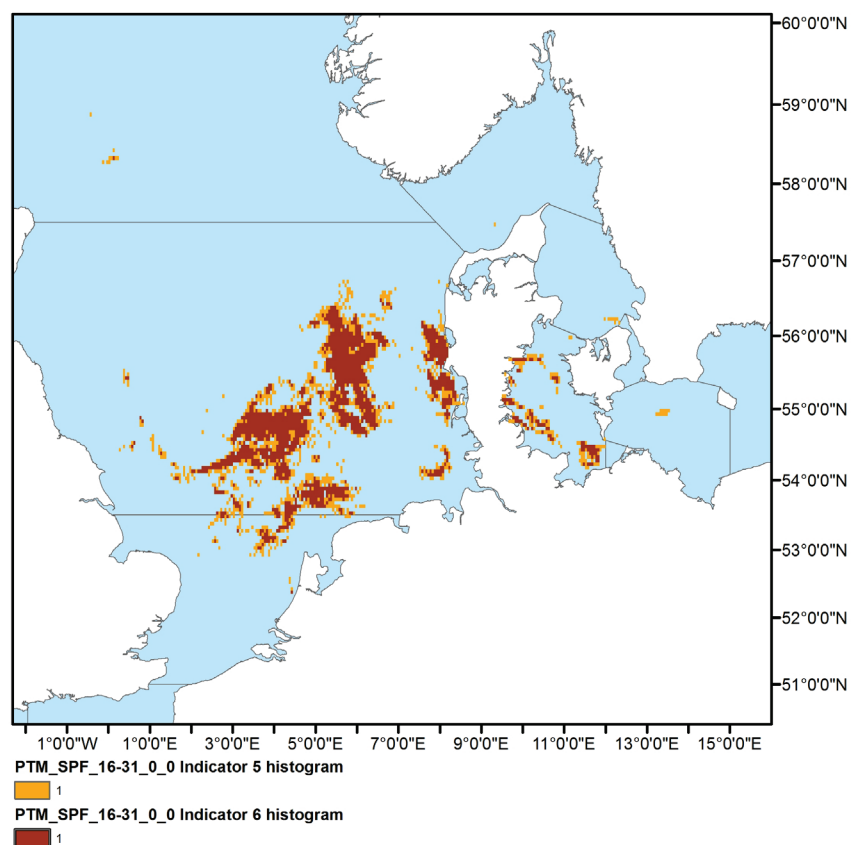 60°0'0"N
59°0'0"N
58°0'0"N
57°0'0"N
56°0'0"N
55°0'0"N
54°0'0"N
53°0'0"N
52°0'0"N
51°0'0"N
1°0'0"W 1°0'0"E 3°0'0"E 5°0'0"E 7°0'0"E 9°0'0"E 11°0'0"E 13°0'0"E 15°0'0"E
PTM_SPF_16-31_0_0 Indicator 5 histogram
1
PTM_SPF_16-31_0_0 Indicator 6 histogram
1